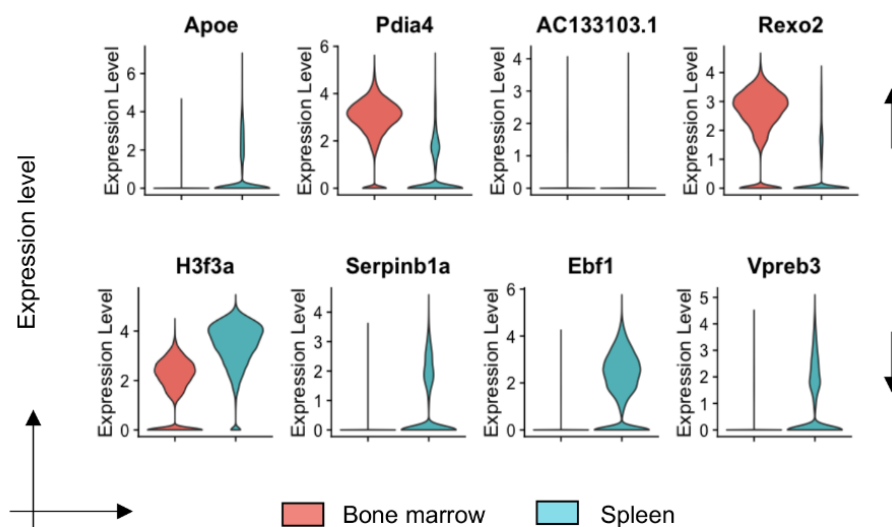 Apoe Pdia4 AC133103.1 Rexo2
Expression Level Expression Level Expression Level Expression Level
6 4 2 0
6 4 2 0
4 3 2 1 0
4 3 2 1 0
Expression level
H3f3a Serpinb1a Ebf1 Vpreb3
Expression Level Expression Level Expression Level Expression Level
4 2 0
4 3 2 1 0
6 4 2 0
5 4 3 2 1 0
Bone marrow Spleen